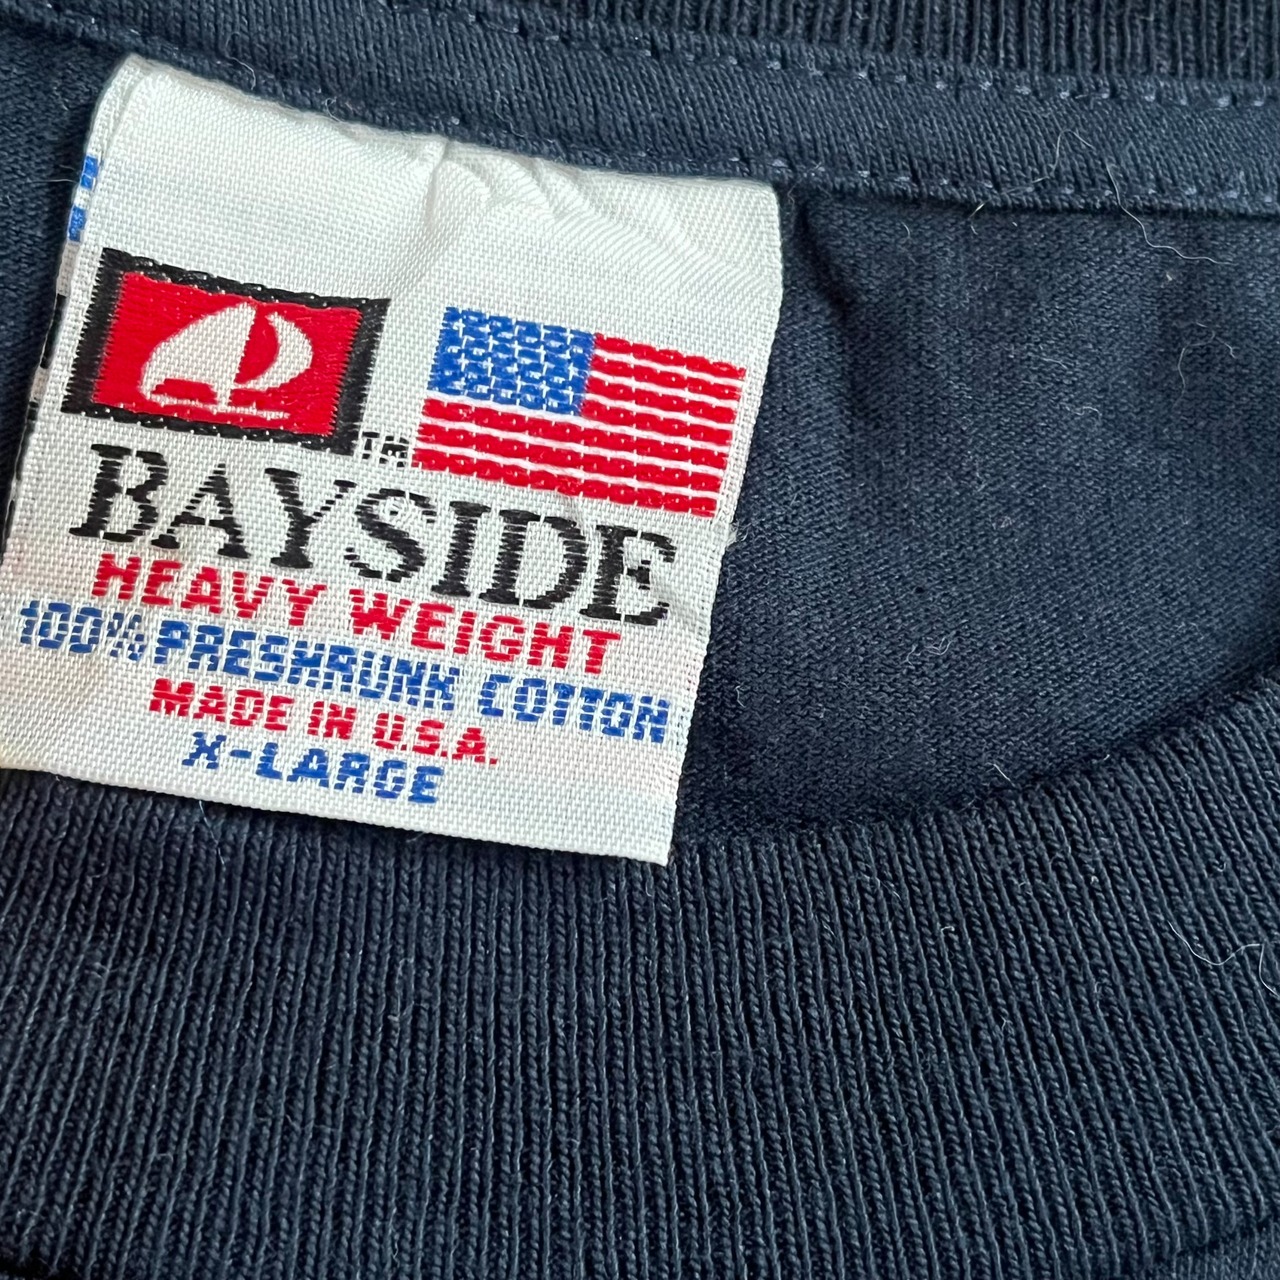 TM
BAYSIDE
HEAVY WEIGHT
100% PRESHRUNK COTTON
MADE IN U.S.A.
X-LARGE